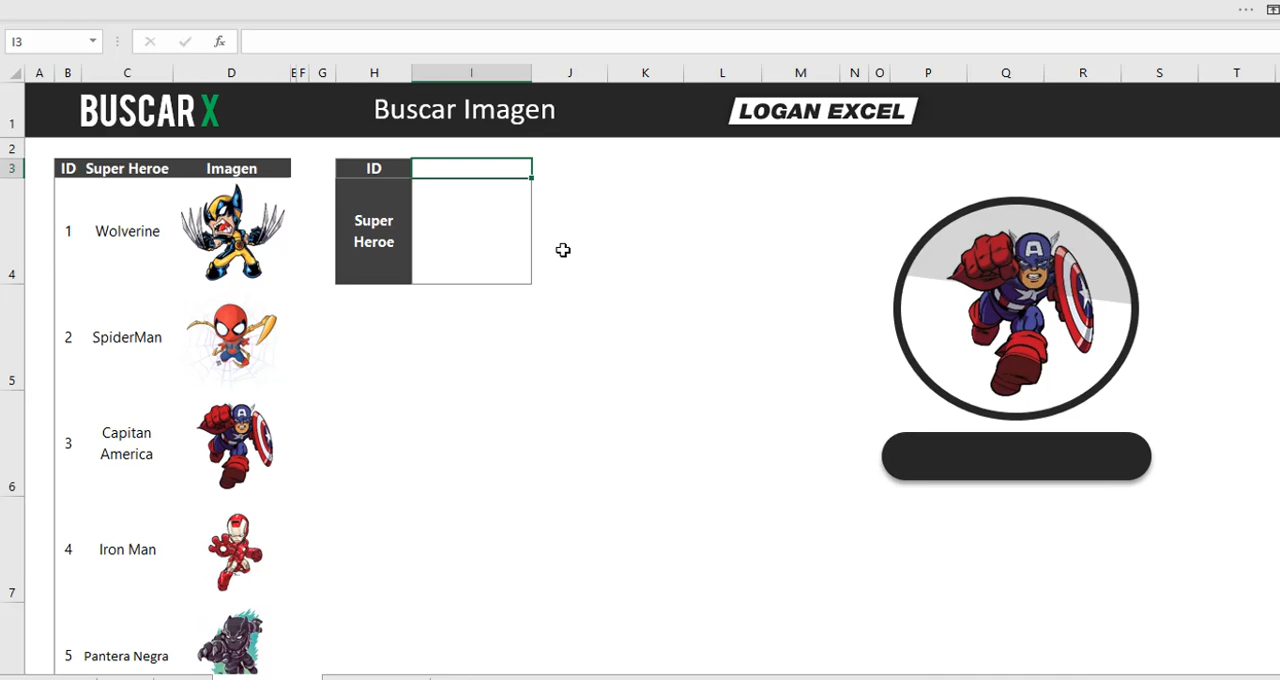 I3
fx
A B C D E F G H I J K L M N O P Q R S T
1 BUSCAR X Buscar Imagen LOGAN EXCEL
2
3 ID Super Heroe Imagen ID
1 Wolverine
Super
Heroe
4
A
2 SpiderMan
5
3 Capitan
America
A
6
4 Iron Man
7
5 Pantera Negra